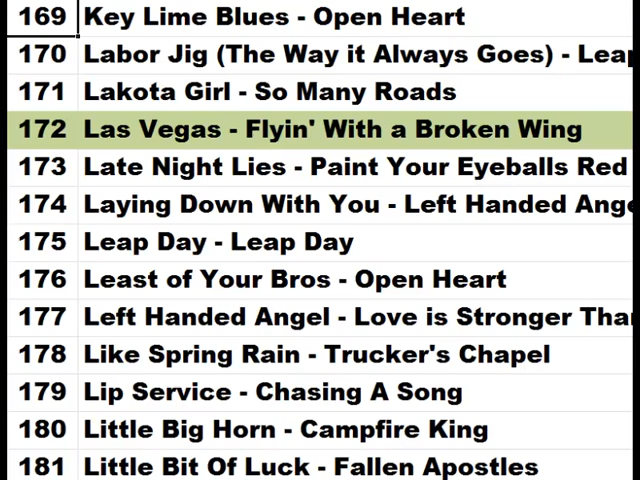 169 Key Lime Blues - Open Heart
170 Labor Jig (The Way it Always Goes) - Leap
171 Lakota Girl - So Many Roads
172 Las Vegas - Flyin' With a Broken Wing
173 Late Night Lies - Paint Your Eyeballs Red
174 Laying Down With You - Left Handed Ange
175 Leap Day - Leap Day
176 Least of Your Bros - Open Heart
177 Left Handed Angel - Love is Stronger Than
178 Like Spring Rain - Trucker's Chapel
179 Lip Service - Chasing A Song
180 Little Big Horn - Campfire King
181 Little Bit Of Luck - Fallen Apostles